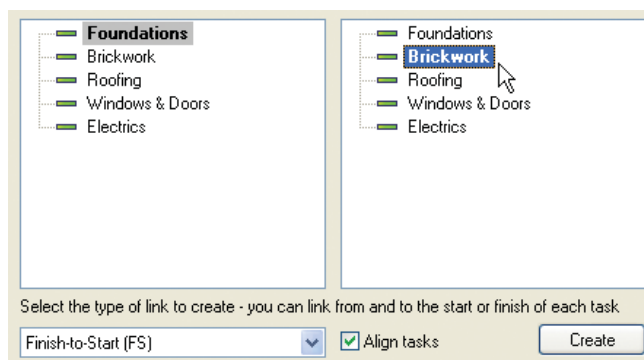 Foundations
Brickwork
Roofing
Windows & Doors
Electrics
Foundations
Brickwork
Roofing
Windows & Doors
Electrics
Select the type of link to create - you can link from and to the start or finish of each task
Finish-to-Start (FS)
Align tasks
Create